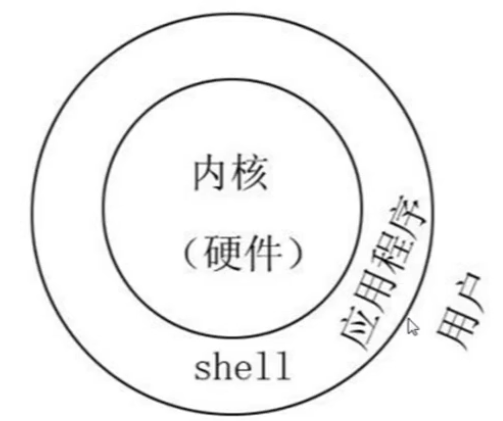 内核
（硬件）
应用程序
用户
shell